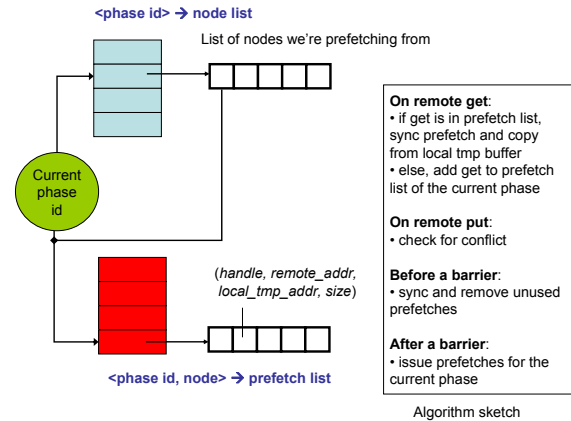 <phase id> → node list
List of nodes we're prefetching from
Current
phase
id
(handle, remote_addr,
local_tmp_addr, size)
<phase id, node> → prefetch list
On remote get:
• if get is in prefetch list,
sync prefetch and copy
from local tmp buffer
• else, add get to prefetch
list of the current phase
On remote put:
• check for conflict
Before a barrier:
• sync and remove unused
prefetches
After a barrier:
• issue prefetches for the
current phase
Algorithm sketch